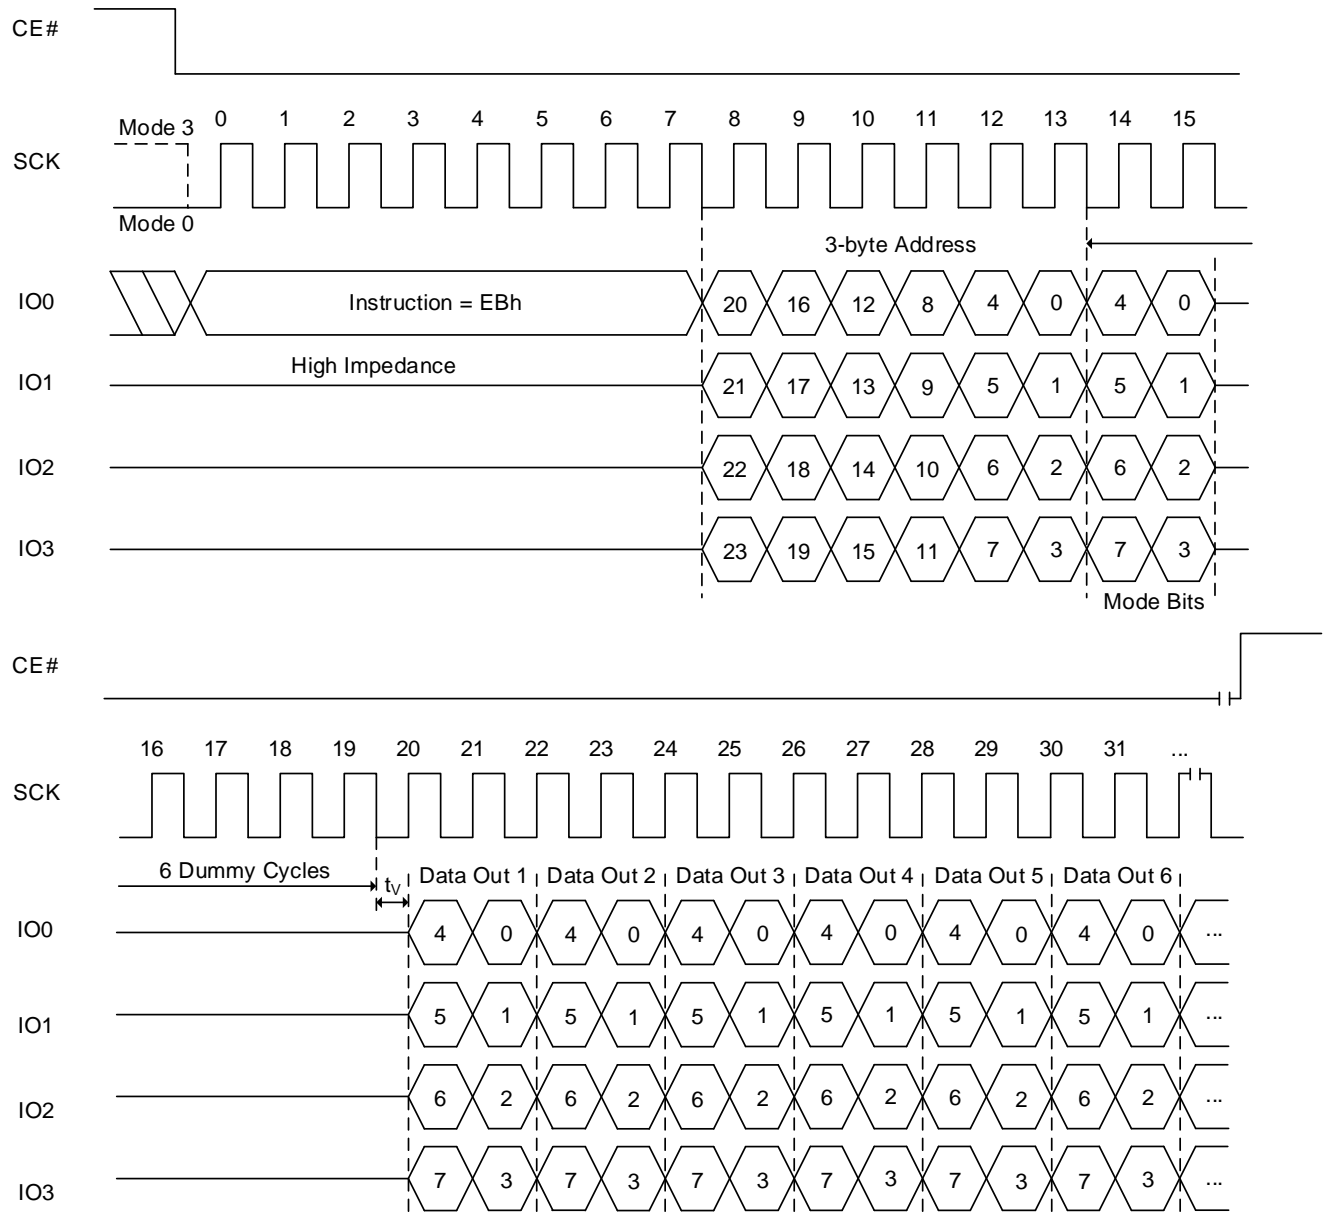 CE#
Mode 3 0 1 2 3 4 5 6 7 8 9 10 11 12 13 14 15
SCK
Mode 0
3-byte Address
IO0 Instruction = EBh 20 16 12 8 4 0 4 0
High Impedance
IO1 21 17 13 9 5 1 5 1
IO2 22 18 14 10 6 2 6 2
IO3 23 19 15 11 7 3 7 3
Mode Bits
CE#
16 17 18 19 20 21 22 23 24 25 26 27 28 29 30 31 ...
SCK
6 Dummy Cycles tV Data Out 1 Data Out 2 Data Out 3 Data Out 4 Data Out 5 Data Out 6
IO0 4 0 4 0 4 0 4 0 4 0 4 0 ...
IO1 5 1 5 1 5 1 5 1 5 1 5 1 ...
IO2 6 2 6 2 6 2 6 2 6 2 6 2 ...
IO3 7 3 7 3 7 3 7 3 7 3 7 3 ...